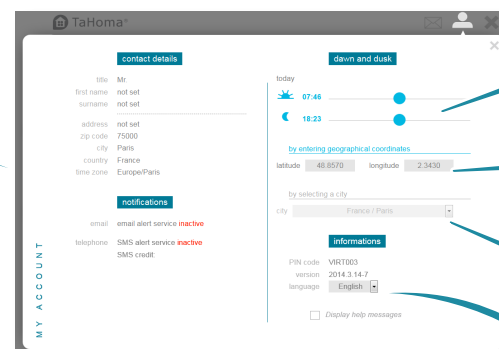 TaHoma®
contact details
title Mr.
first name not set
surname not set
address not set
zip code 75000
city Paris
country France
time zone Europe/Paris
notifications
email email alert service inactive
telephone SMS alert service inactive
SMS credit
MY ACCOUNT
dawn and dusk
today
07:46
18:23
by entering geographical coordinates
latitude 48.8570 longitude 2.3430
by selecting a city
city France / Paris
informations
PIN code VIRT003
version 2014.3.14-7
language English
Display help messages